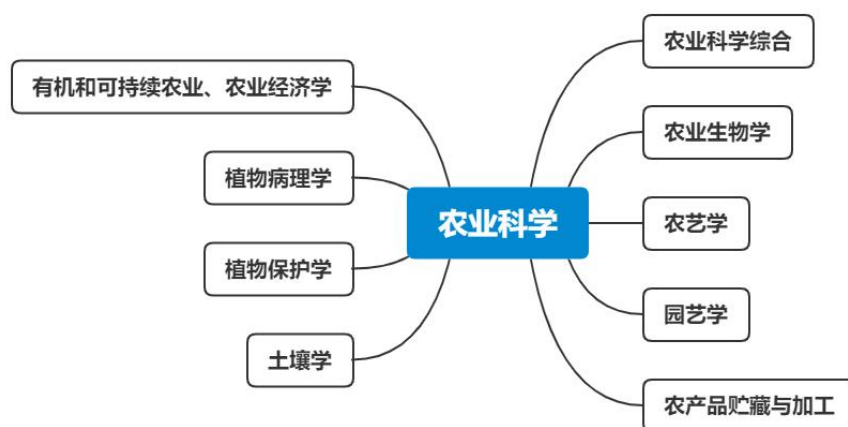 农业科学综合
有机和可持续农业、农业经济学
农业生物学
植物病理学
农业科学
农艺学
植物保护学
园艺学
土壤学
农产品贮藏与加工